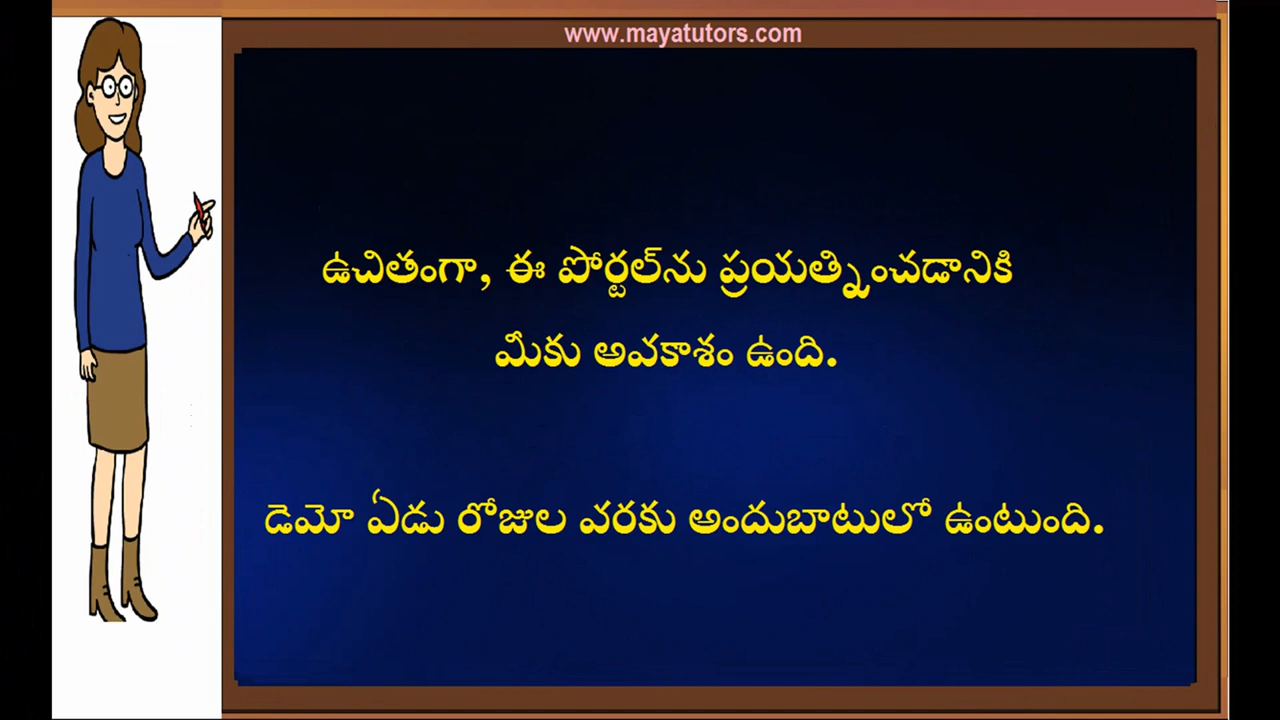 www.mayatutors.com
ఉచితంగా, ఈ పోర్టల్‌ను ప్రయత్నించడానికి
మీకు అవకాశం ఉంది.
డెమో ఏడు రోజుల వరకు అందుబాటులో ఉంటుంది.